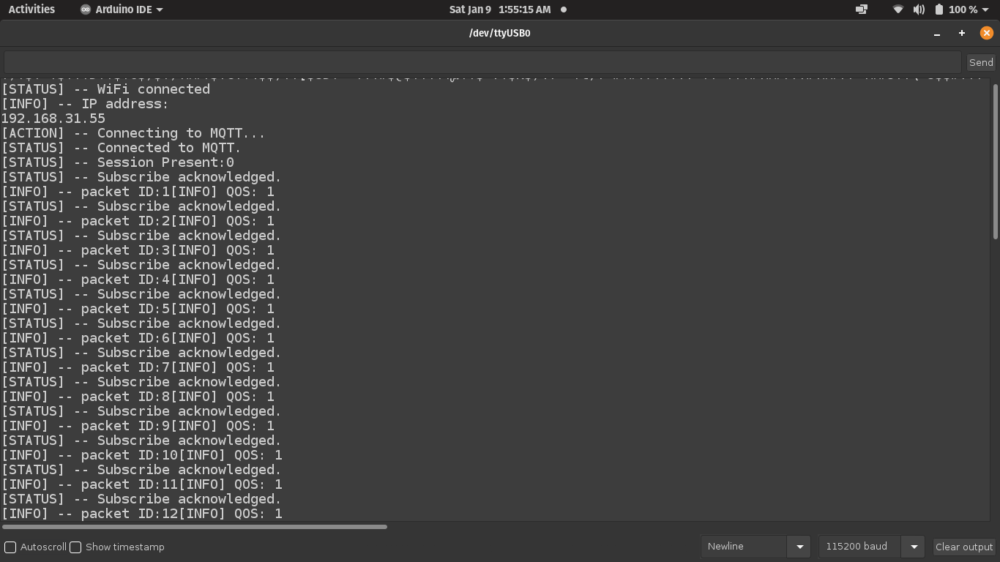 Activities Arduino IDE Sat Jan 9 1:55:15 AM 100 %
/dev/ttyUSB0
Send
[STATUS] -- WiFi connected
[INFO] -- IP address:
192.168.31.55
[ACTION] -- Connecting to MQTT...
[STATUS] -- Connected to MQTT.
[STATUS] -- Session Present:0
[STATUS] -- Subscribe acknowledged.
[INFO] -- packet ID:1[INFO] QOS: 1
[STATUS] -- Subscribe acknowledged.
[INFO] -- packet ID:2[INFO] QOS: 1
[STATUS] -- Subscribe acknowledged.
[INFO] -- packet ID:3[INFO] QOS: 1
[STATUS] -- Subscribe acknowledged.
[INFO] -- packet ID:4[INFO] QOS: 1
[STATUS] -- Subscribe acknowledged.
[INFO] -- packet ID:5[INFO] QOS: 1
[STATUS] -- Subscribe acknowledged.
[INFO] -- packet ID:6[INFO] QOS: 1
[STATUS] -- Subscribe acknowledged.
[INFO] -- packet ID:7[INFO] QOS: 1
[STATUS] -- Subscribe acknowledged.
[INFO] -- packet ID:8[INFO] QOS: 1
[STATUS] -- Subscribe acknowledged.
[INFO] -- packet ID:9[INFO] QOS: 1
[STATUS] -- Subscribe acknowledged.
[INFO] -- packet ID:10[INFO] QOS: 1
[STATUS] -- Subscribe acknowledged.
[INFO] -- packet ID:11[INFO] QOS: 1
[STATUS] -- Subscribe acknowledged.
[INFO] -- packet ID:12[INFO] QOS: 1
Autoscroll Show timestamp Newline 115200 baud Clear output